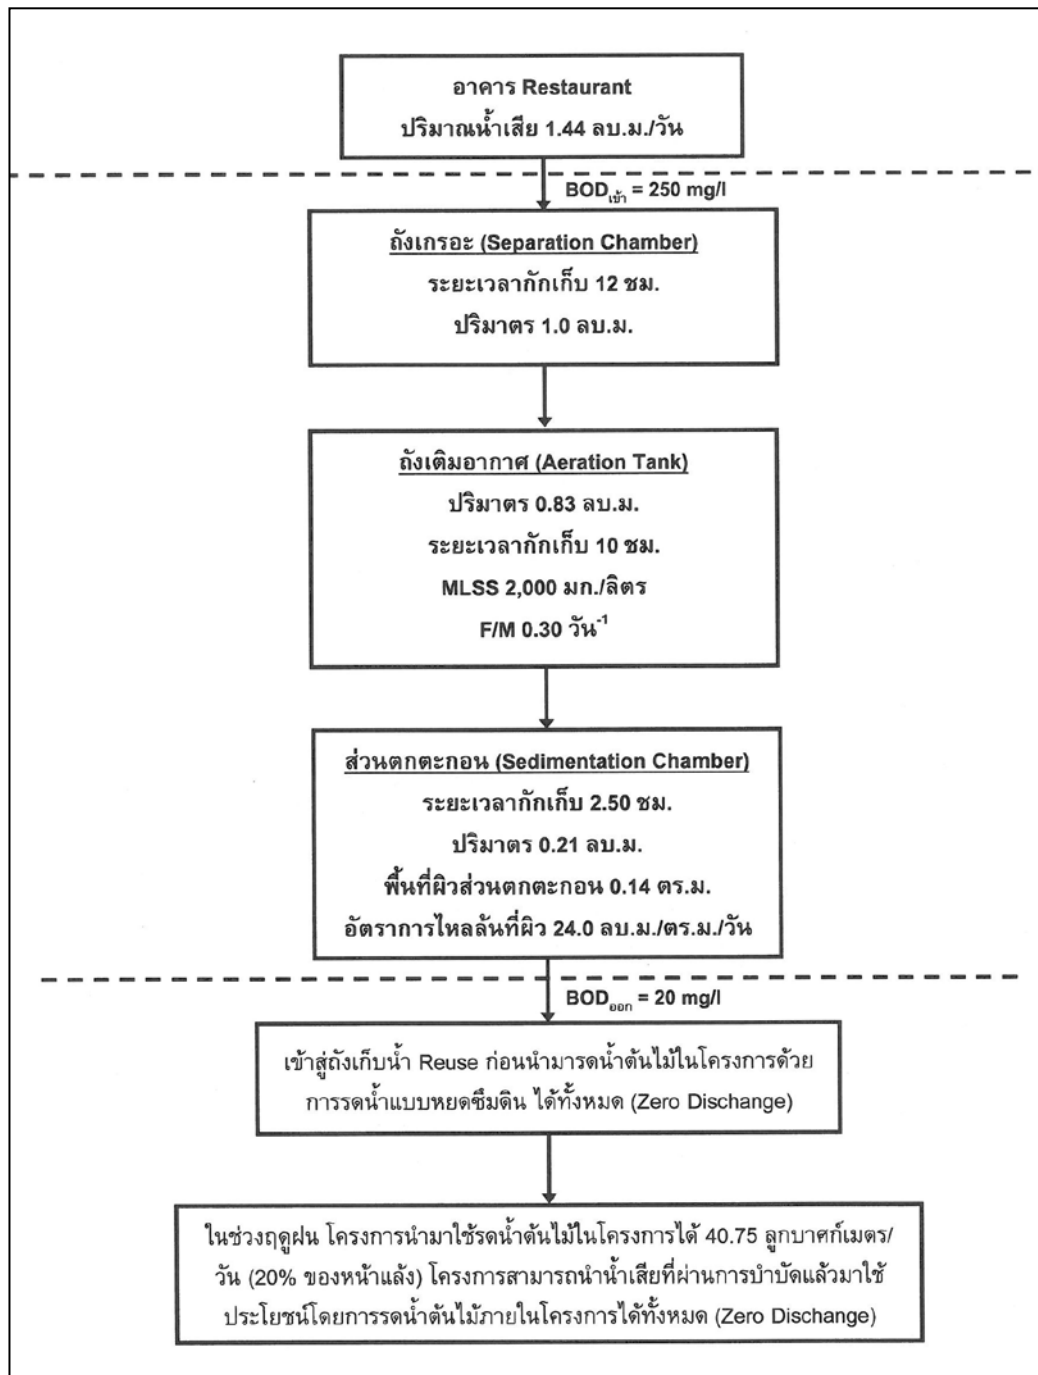 อาคาร Restaurant
ปริมาณน้ำเสีย 1.44 ลบ.ม./วัน
BODเข้า = 250 mg/l
ถังเกรอะ (Separation Chamber)
ระยะเวลากักเก็บ 12 ชม.
ปริมาตร 1.0 ลบ.ม.
ถังเติมอากาศ (Aeration Tank)
ปริมาตร 0.83 ลบ.ม.
ระยะเวลากักเก็บ 10 ชม.
MLSS 2,000 มก./ลิตร
F/M 0.30 วัน⁻¹
ส่วนตกตะกอน (Sedimentation Chamber)
ระยะเวลากักเก็บ 2.50 ชม.
ปริมาตร 0.21 ลบ.ม.
พื้นที่ผิวส่วนตกตะกอน 0.14 ตร.ม.
อัตราการไหลล้นที่ผิว 24.0 ลบ.ม./ตร.ม./วัน
BODออก = 20 mg/l
เข้าสู่ถังเก็บน้ำ Reuse ก่อนนำมารดน้ำต้นไม้ในโครงการด้วย
การรดน้ำแบบหยดซึมดิน ได้ทั้งหมด (Zero Dischange)
ในช่วงฤดูฝน โครงการนำมาใช้รดน้ำต้นไม้ในโครงการได้ 40.75 ลูกบาศก์เมตร/
วัน (20% ของหน้าแล้ง) โครงการสามารถนำน้ำเสียที่ผ่านการบำบัดแล้วมาใช้
ประโยชน์โดยการรดน้ำต้นไม้ภายในโครงการได้ทั้งหมด (Zero Dischange)